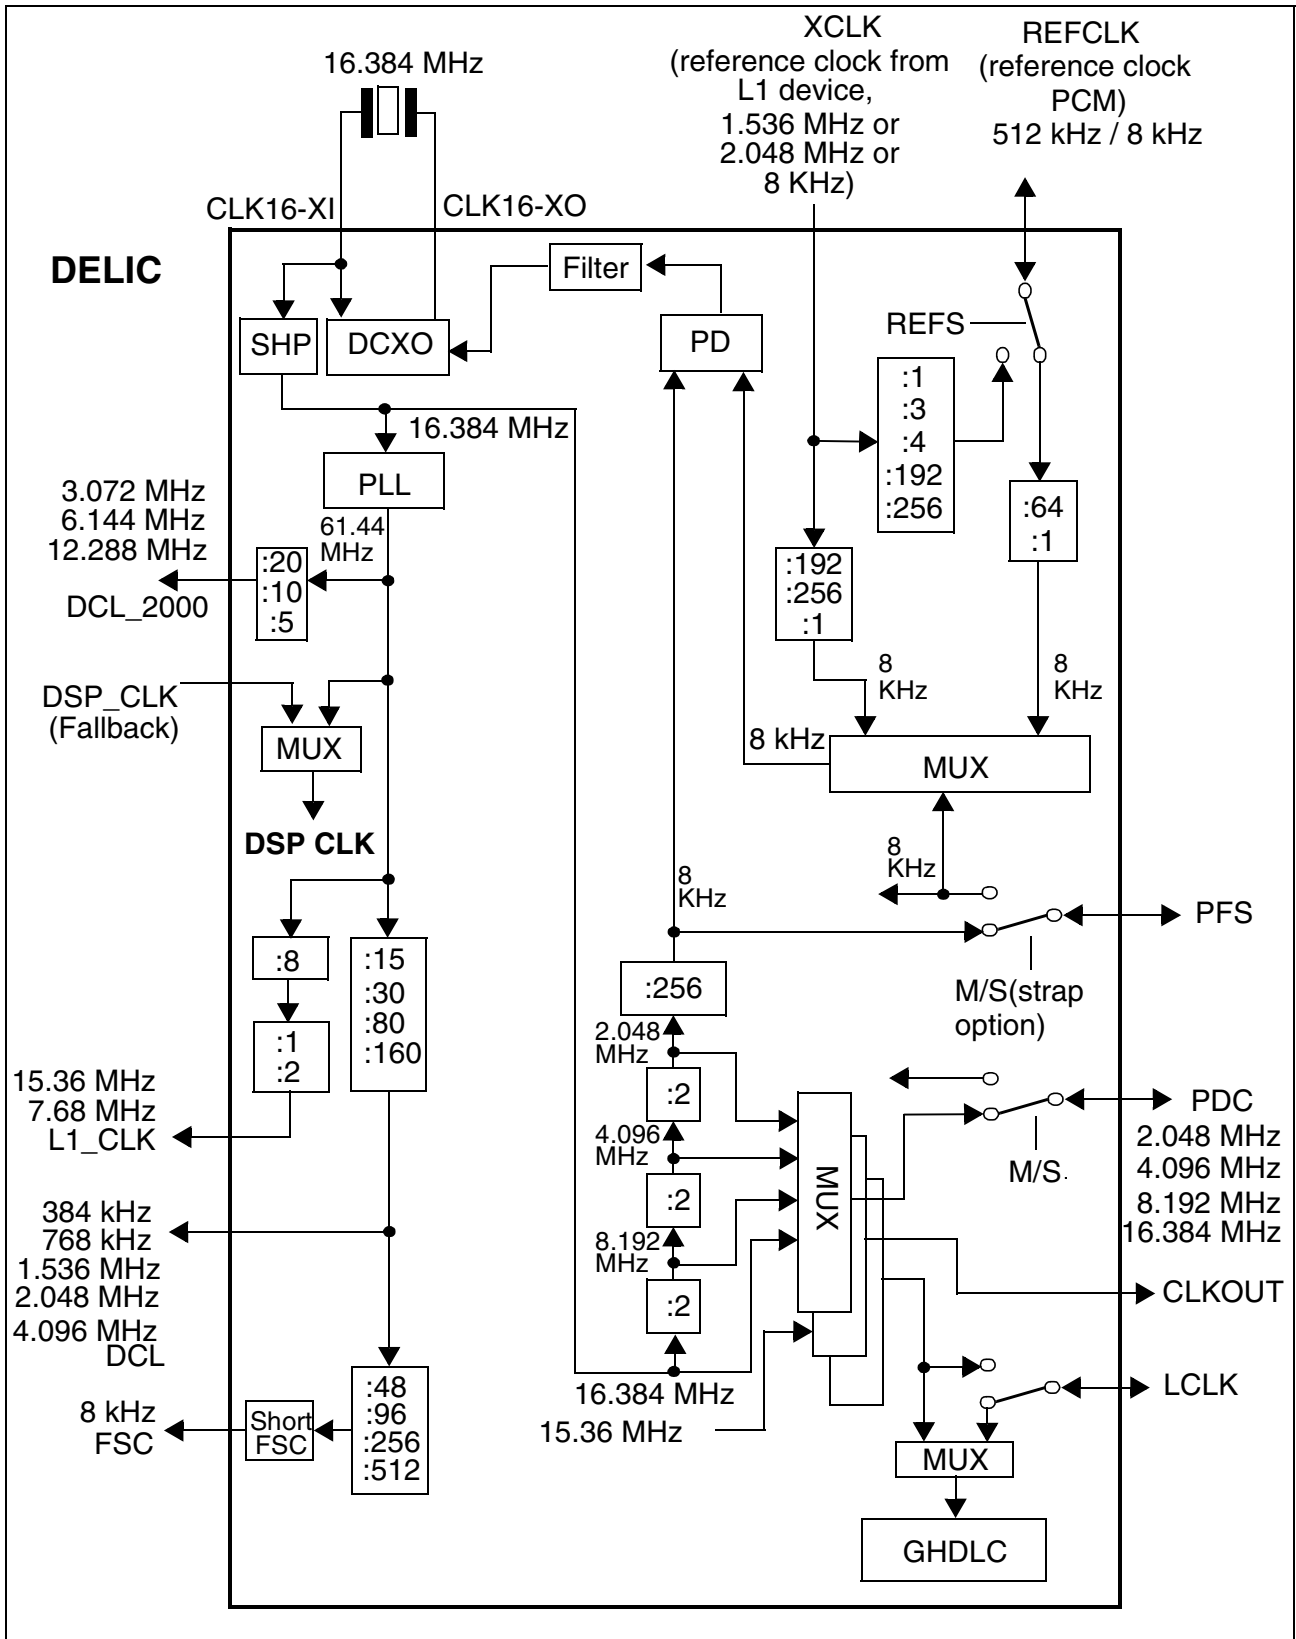 16.384 MHz
XCLK
(reference clock from
L1 device,
1.536 MHz or
2.048 MHz or
8 KHz)
REFCLK
(reference clock
PCM)
512 kHz / 8 kHz
CLK16-XI
CLK16-XO
DELIC
Filter
SHP
DCXO
PD
REFS
:1
:3
:4
:192
:256
16.384 MHz
PLL
:64
:1
3.072 MHz
6.144 MHz
12.288 MHz
DCL_2000
61.44
MHz
:20
:10
:5
:192
:256
:1
8
KHz
8
KHz
DSP_CLK
(Fallback)
MUX
DSP CLK
8 kHz
MUX
8
KHz
8
KHz
PFS
M/S(strap
option)
:8
:1
:2
:15
:30
:80
:160
:256
2.048
MHz
:2
4.096
MHz
:2
8.192
MHz
:2
MUX
15.36 MHz
7.68 MHz
L1_CLK
PDC
2.048 MHz
4.096 MHz
8.192 MHz
16.384 MHz
M/S.
384 kHz
768 kHz
1.536 MHz
2.048 MHz
4.096 MHz
DCL
CLKOUT
:48
:96
:256
:512
Short
FSC
8 kHz
FSC
16.384 MHz
15.36 MHz
LCLK
MUX
GHDLC